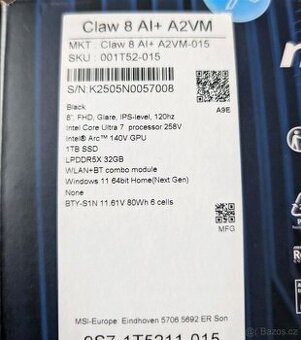 Claw 8 AI+ A2VM
MKT : Claw 8 AI+ A2VM-015
SKU : 001T52-015
S/N:K2505N0057008
A9E
Black
8", FHD, Glare, IPS-level, 120hz
Intel Core Ultra 7 processor 258V
Intel® Arc™ 140V GPU
1TB SSD
LPDDR5X 32GB
WLAN+BT combo module
Windows 11 64bit Home(Next Gen)
None
BTY-S1N 11.61V 80Wh 6 cells
MFG
MSI-Europe Eindhoven 5706 5692 ER Son
9S7-1T5211-015